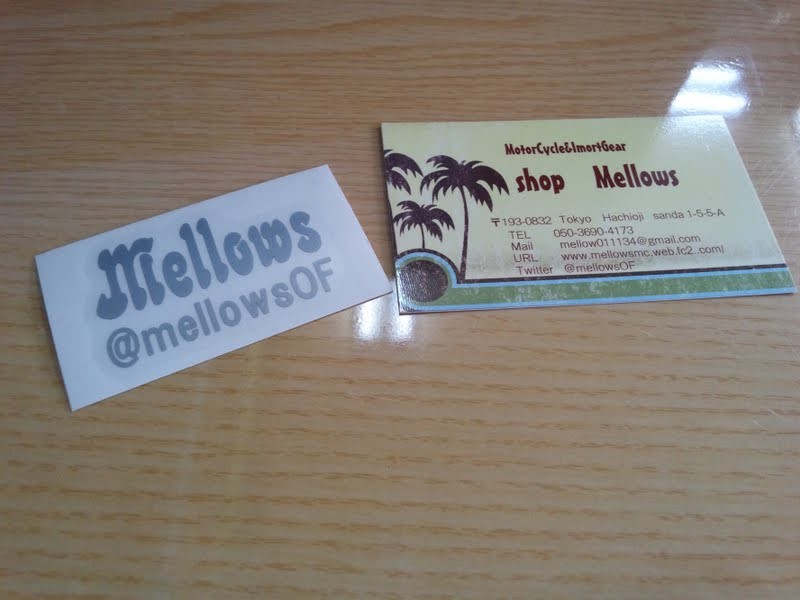 Mellows
@mellowsOF
MotorCycle&ImortGear
shop Mellows
〒193-0832 Tokyo Hachioji sanda 1-5-5-A
TEL 050-3690-4173
Mail mellow011134@gmail.com
URL www.mellowsmc.web.fc2..com/
Twitter @mellowsOF